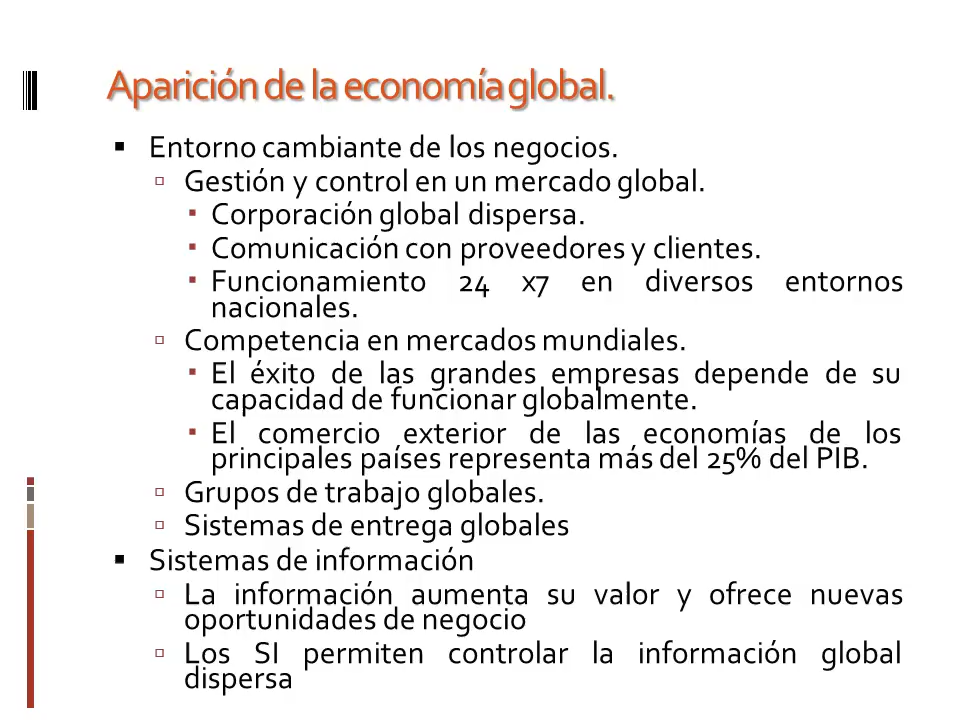 Aparición de la economía global.
Entorno cambiante de los negocios.
Gestión y control en un mercado global.
Corporación global dispersa.
Comunicación con proveedores y clientes.
Funcionamiento 24 x7 en diversos entornos
nacionales.
Competencia en mercados mundiales.
El éxito de las grandes empresas depende de su
capacidad de funcionar globalmente.
El comercio exterior de las economías de los
principales países representa más del 25% del PIB.
Grupos de trabajo globales.
Sistemas de entrega globales
Sistemas de información
La información aumenta su valor y ofrece nuevas
oportunidades de negocio
Los SI permiten controlar la información global
dispersa